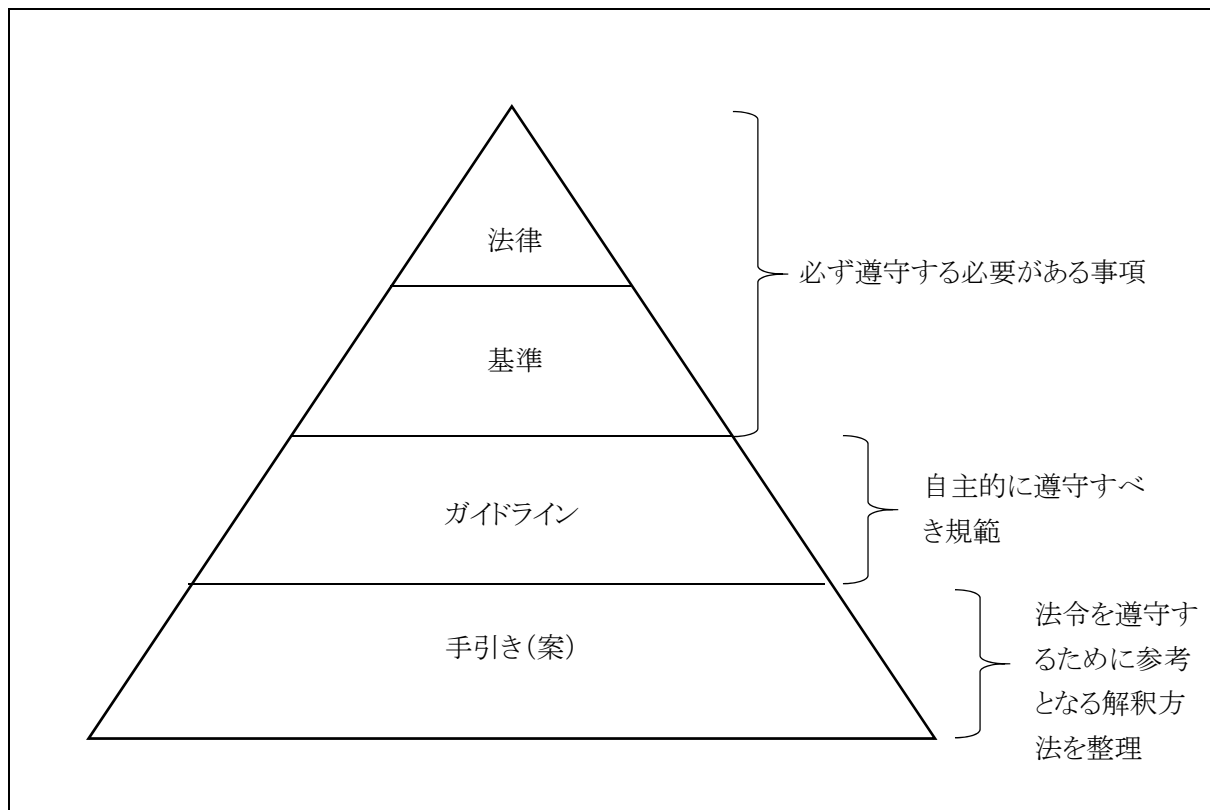 法律
必ず遵守する必要がある事項
基準
ガイドライン
自主的に遵守すべ
き規範
手引き(案)
法令を遵守す
るために参考
となる解釈方
法を整理